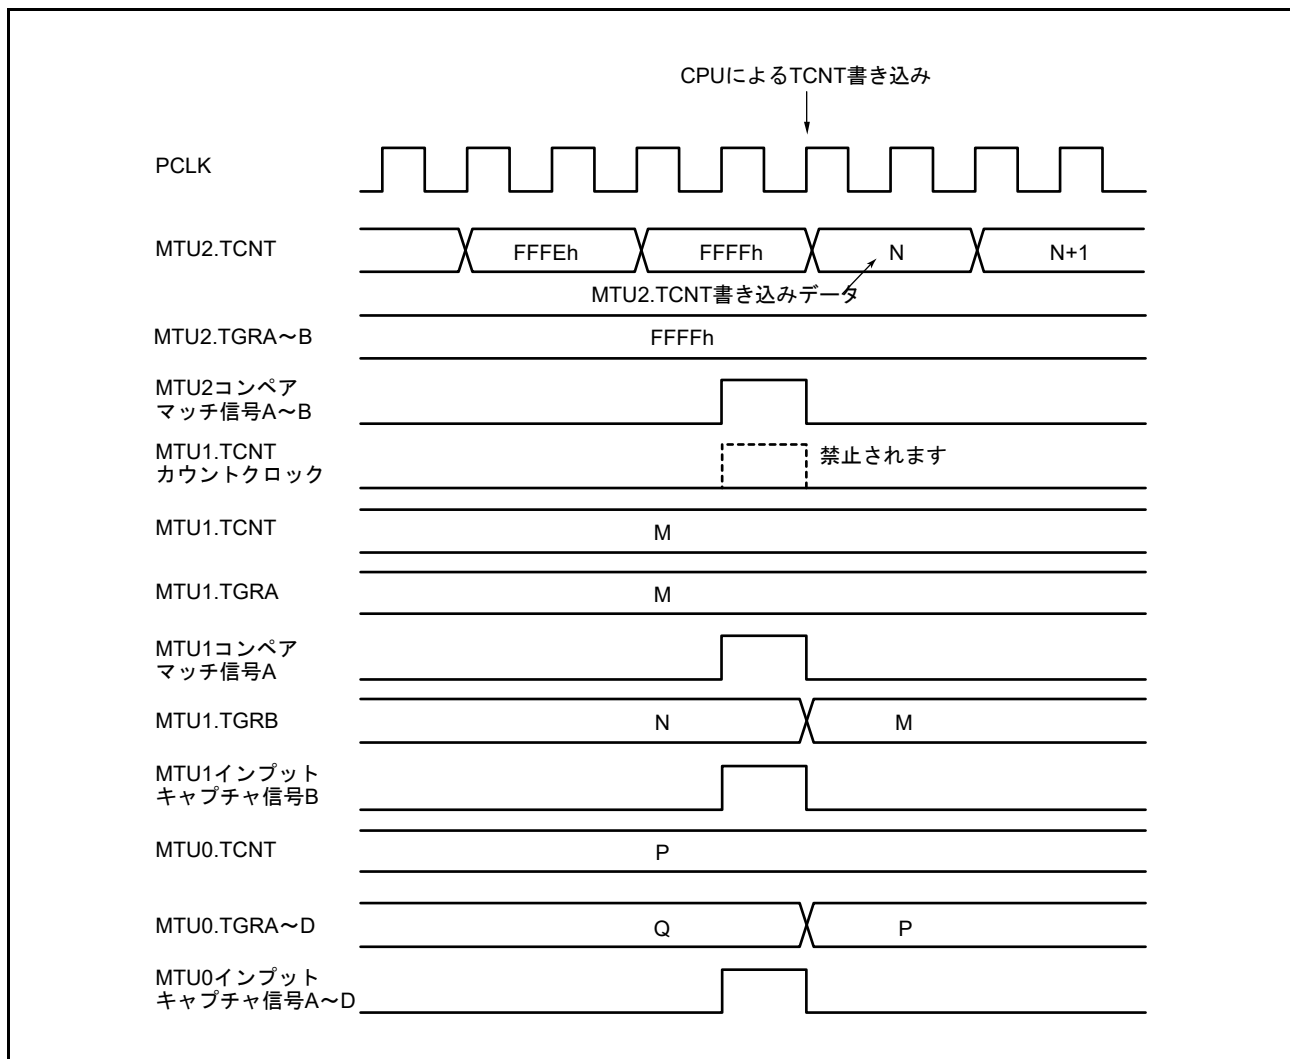 CPUによるTCNT書き込み
PCLK
MTU2.TCNT
FFFEh
FFFFh
N
N+1
MTU2.TCNT書き込みデータ
MTU2.TGRA～B
FFFFh
MTU2コンペア
マッチ信号A～B
MTU1.TCNT
カウントクロック
禁止されます
MTU1.TCNT
M
MTU1.TGRA
M
MTU1コンペア
マッチ信号A
MTU1.TGRB
N
M
MTU1インプット
キャプチャ信号B
MTU0.TCNT
P
MTU0.TGRA～D
Q
P
MTU0インプット
キャプチャ信号A～D